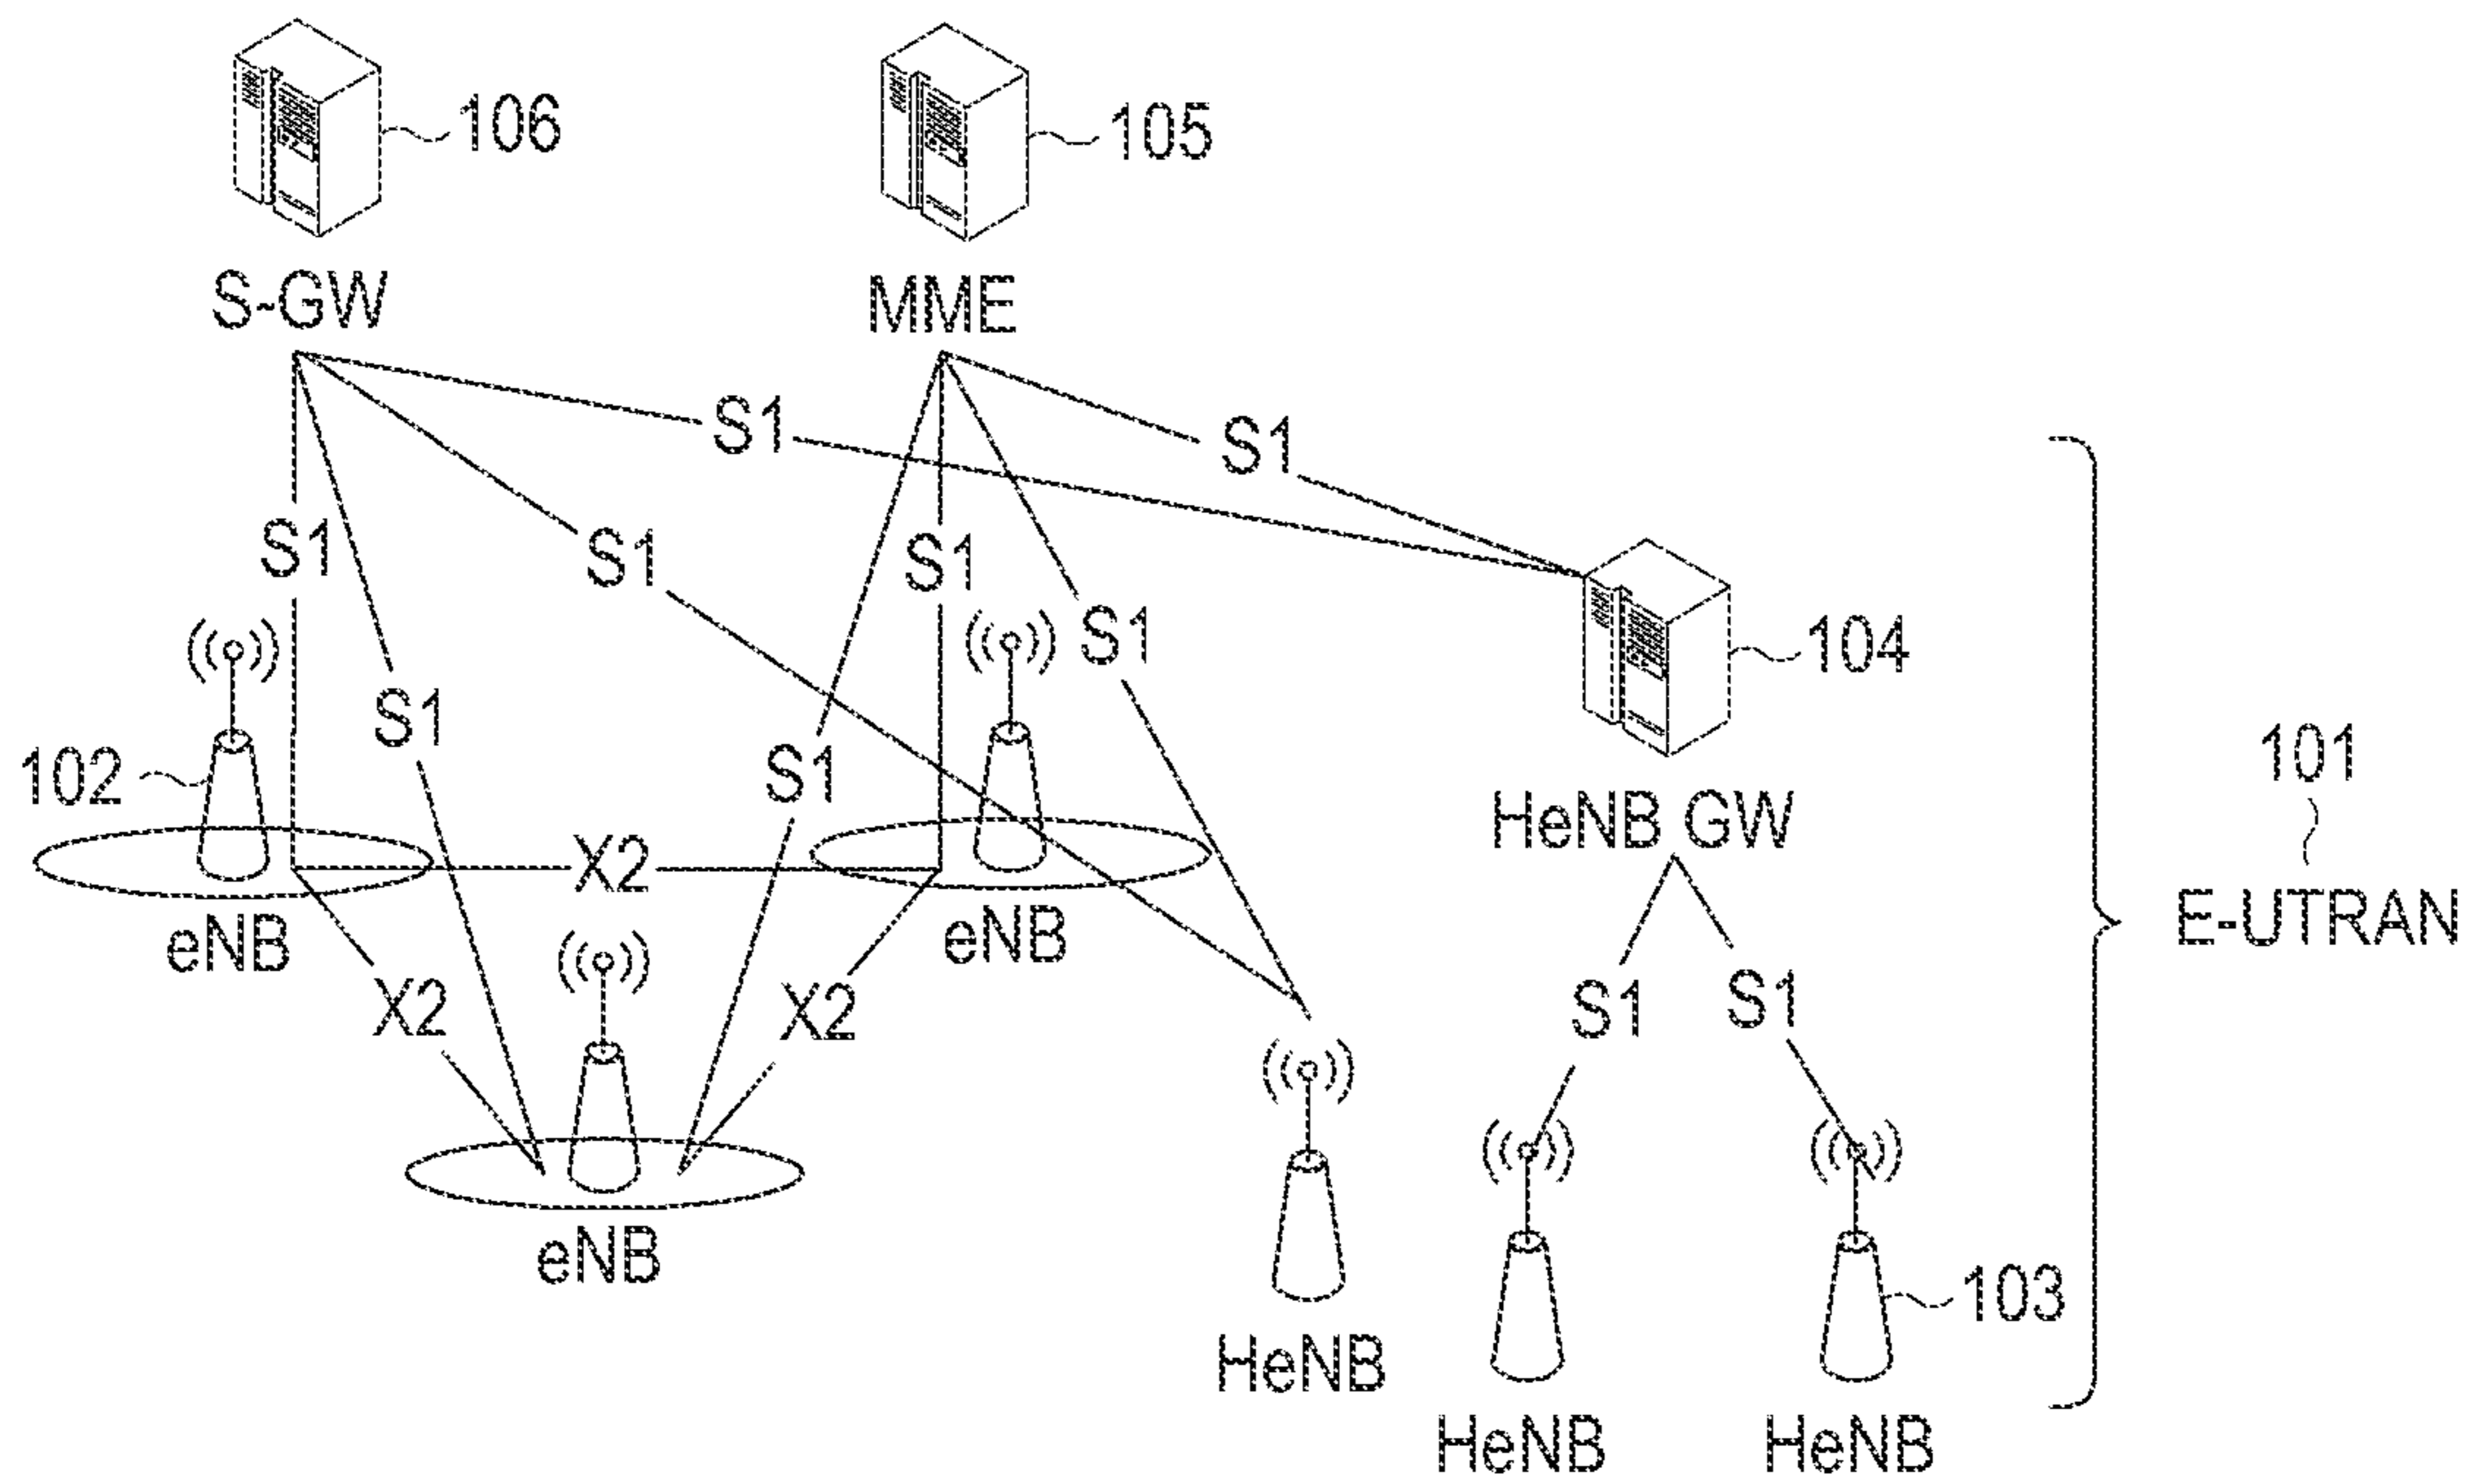 106
105
S-GW
MME
S1
S1
S1
S1
S1
S1
104
S1
101
102
S1
HeNB GW
X2
eNB
eNB
E-UTRAN
X2
X2
S1
S1
eNB
103
HeNB
HeNB
HeNB